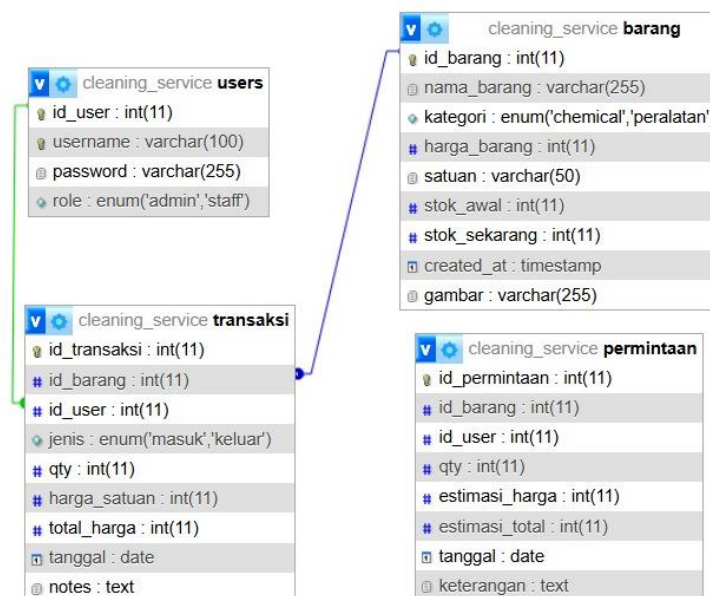 cleaning_service users
id_user : int(11)
username : varchar(100)
password : varchar(255)
role : enum('admin','staff')
cleaning_service barang
id_barang : int(11)
nama_barang : varchar(255)
kategori : enum('chemical','peralatan'
harga_barang : int(11)
satuan : varchar(50)
stok_awal : int(11)
stok_sekarang : int(11)
created_at : timestamp
gambar : varchar(255)
cleaning_service transaksi
id_transaksi : int(11)
id_barang : int(11)
id_user : int(11)
jenis : enum('masuk','keluar')
qty : int(11)
harga_satuan : int(11)
total_harga : int(11)
tanggal : date
notes : text
cleaning_service permintaan
id_permintaan : int(11)
id_barang : int(11)
id_user : int(11)
qty : int(11)
estimasi_harga : int(11)
estimasi_total : int(11)
tanggal : date
keterangan : text